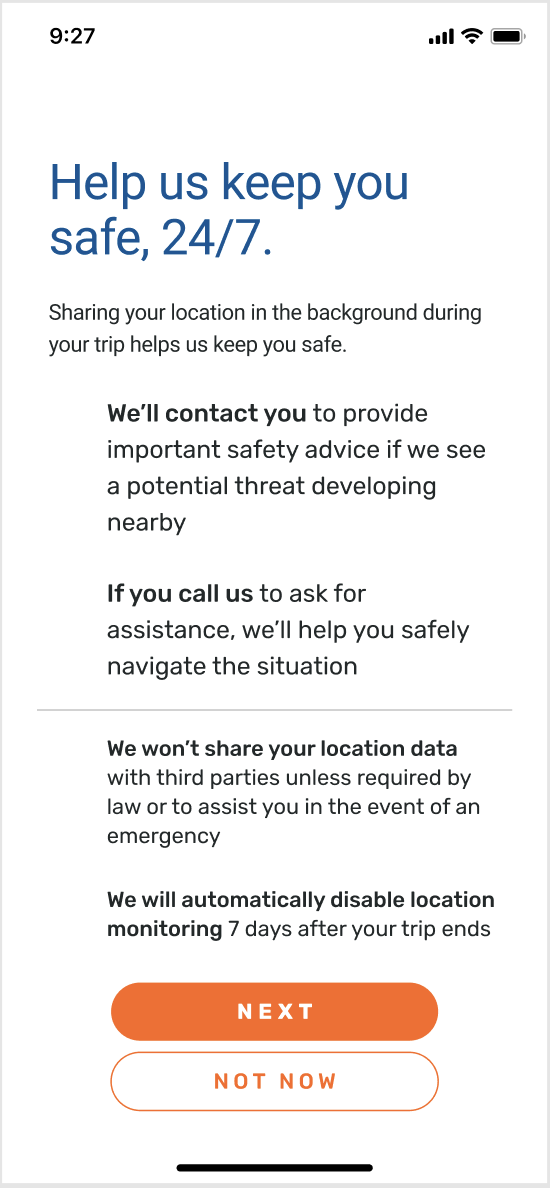 9:27
Help us keep you
safe, 24/7.
Sharing your location in the background during
your trip helps us keep you safe.
We’ll contact you to provide
important safety advice if we see
a potential threat developing
nearby
If you call us to ask for
assistance, we’ll help you safely
navigate the situation
We won’t share your location data
with third parties unless required by
law or to assist you in the event of an
emergency
We will automatically disable location
monitoring 7 days after your trip ends
NEXT
NOT NOW